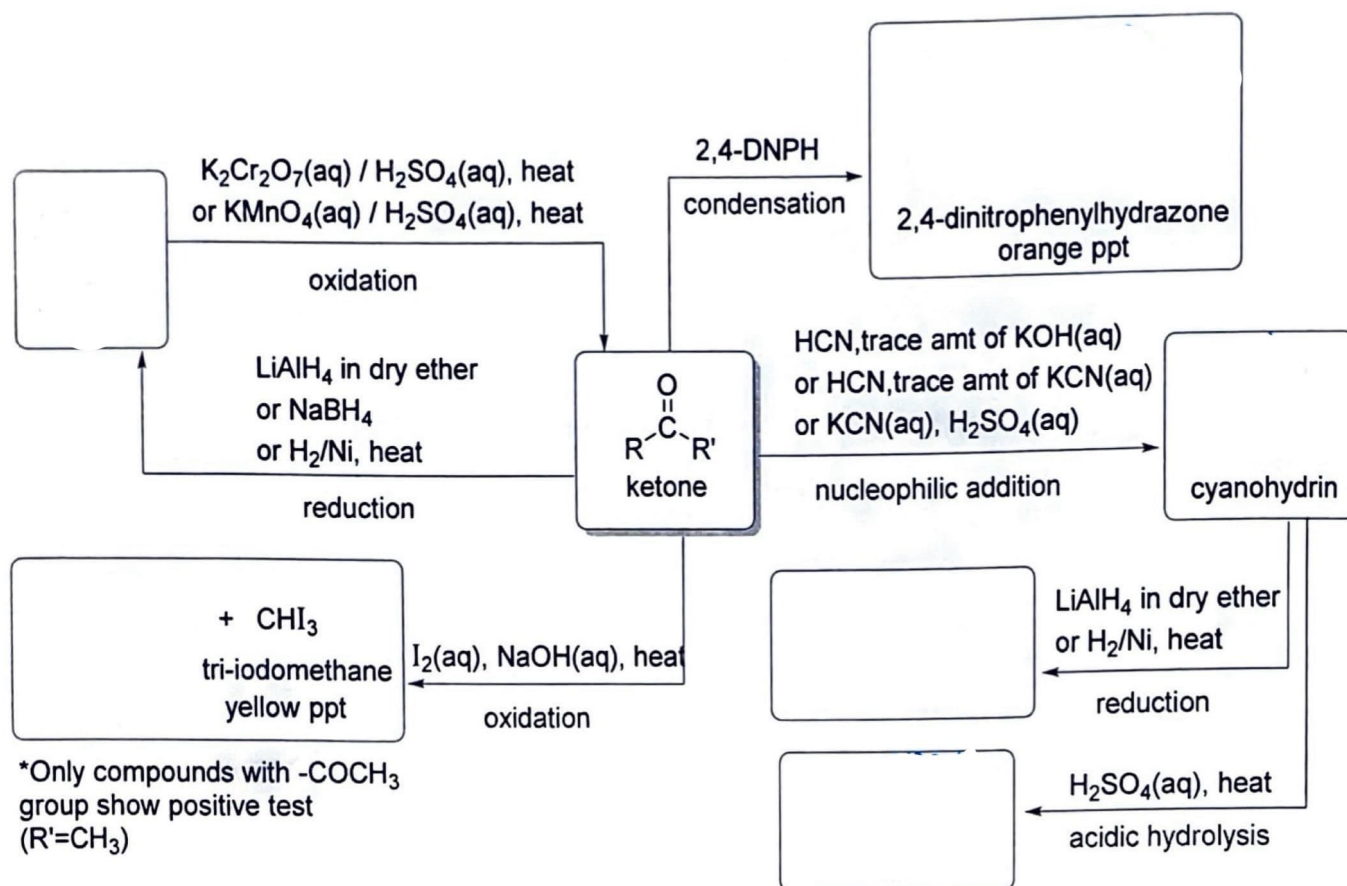 2,4-DNPH
condensation
2,4-dinitrophenylhydrazone
orange ppt
K₂Cr₂O₇(aq) / H₂SO₄(aq), heat
or KMnO₄(aq) / H₂SO₄(aq), heat
oxidation
LiAlH₄ in dry ether
or NaBH₄
or H₂/Ni, heat
reduction
O
C
R R'
ketone
HCN,trace amt of KOH(aq)
or HCN,trace amt of KCN(aq)
or KCN(aq), H₂SO₄(aq)
nucleophilic addition
cyanohydrin
+ CHI₃
tri-iodomethane
yellow ppt
I₂(aq), NaOH(aq), heat
oxidation
*Only compounds with -COCH₃
group show positive test
(R'=CH₃)
LiAlH₄ in dry ether
or H₂/Ni, heat
reduction
H₂SO₄(aq), heat
acidic hydrolysis